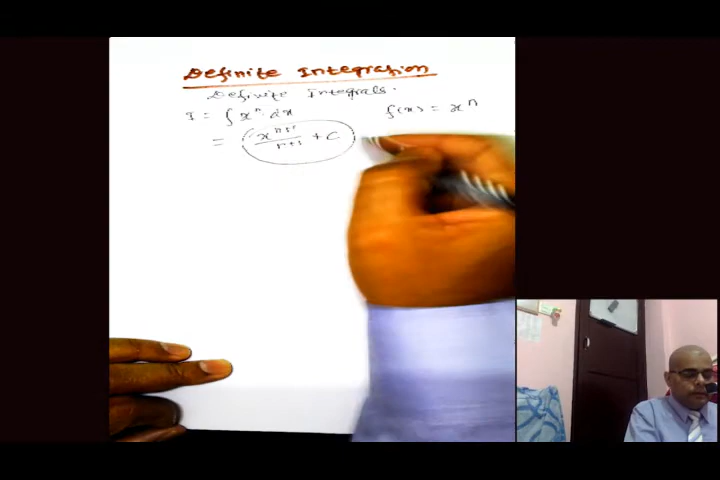 Definite Integration
Definite Integrals.
I = ∫ xⁿ · dx    f(x) = xⁿ
= xⁿ⁺¹/n+1 + C